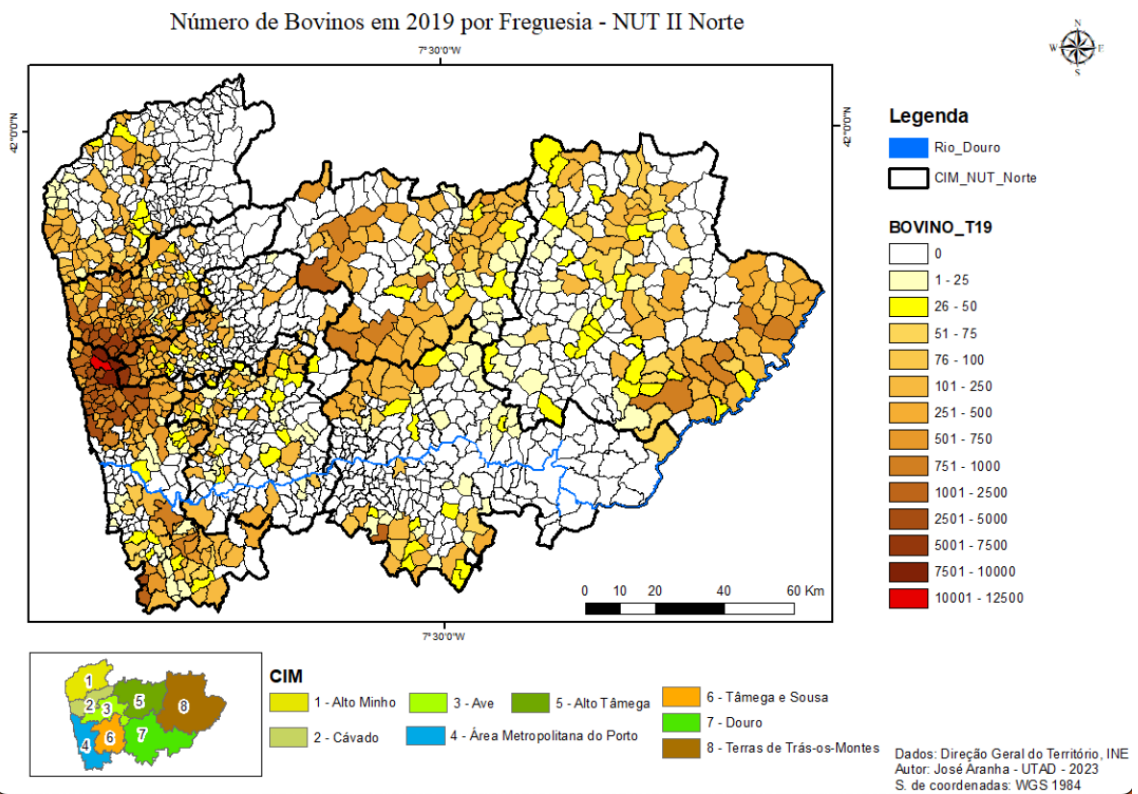 Número de Bovinos em 2019 por Freguesia - NUT II Norte
7°30'0"W
N
W E
S
42°0'0"N
42°0'0"N
Legenda
Rio_Douro
CIM_NUT_Norte
BOVINO_T19
0
1 - 25
26 - 50
51 - 75
76 - 100
101 - 250
251 - 500
501 - 750
751 - 1000
1001 - 2500
2501 - 5000
5001 - 7500
7501 - 10000
10001 - 12500
0 10 20 40 60 Km
7°30'0"W
1
2
3
4
5
6
7
8
CIM
1 - Alto Minho
3 - Ave
5 - Alto Tâmega
6 - Tâmega e Sousa
2 - Cávado
4 - Área Metropolitana do Porto
7 - Douro
8 - Terras de Trás-os-Montes
Dados: Direção Geral do Território, INE
Autor: José Aranha - UTAD - 2023
S. de coordenadas: WGS 1984